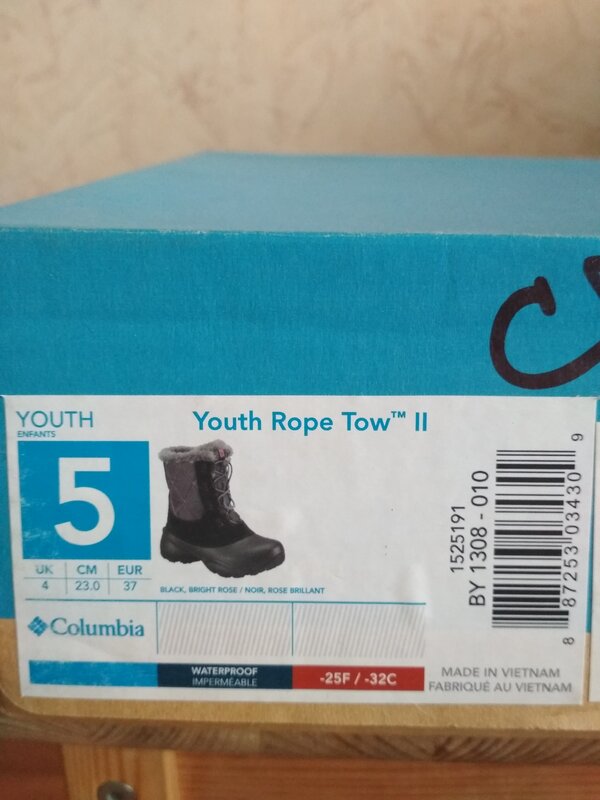 YOUTH
ENFANTS
5
UK CM EUR
4 23.0 37
Youth Rope Tow™ II
BLACK, BRIGHT ROSE / NOIR, ROSE BRILLANT
Columbia
WATERPROOF
IMPERMÉABLE
-25F / -32C
1525191
BY 1308 - 010
8 87253 03430 9
MADE IN VIETNAM
FABRIQUÉ AU VIETNAM